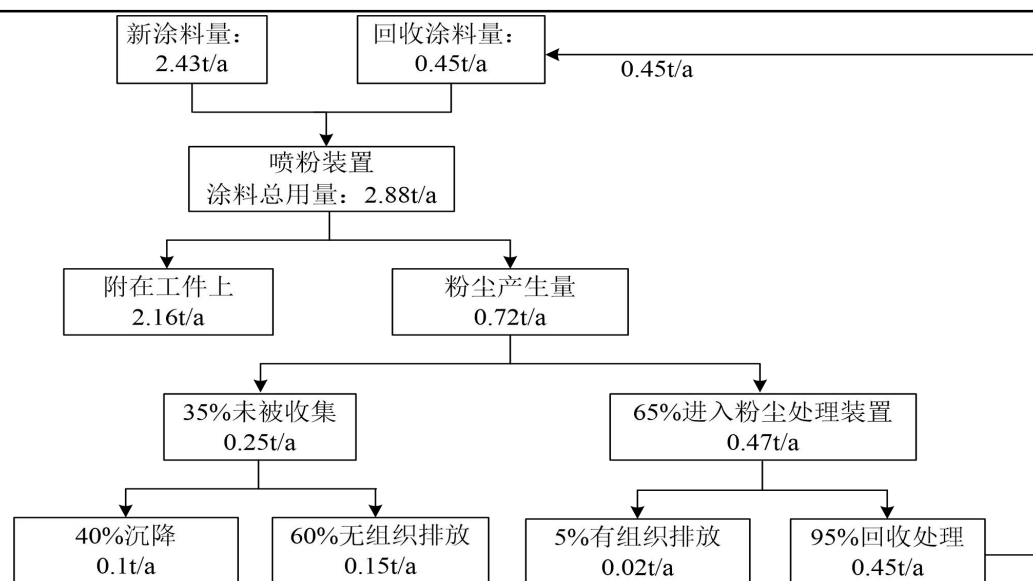 新涂料量：
2.43t/a
回收涂料量：
0.45t/a
0.45t/a
喷粉装置
涂料总用量：2.88t/a
附在工件上
2.16t/a
粉尘产生量
0.72t/a
35%未被收集
0.25t/a
65%进入粉尘处理装置
0.47t/a
40%沉降
0.1t/a
60%无组织排放
0.15t/a
5%有组织排放
0.02t/a
95%回收处理
0.45t/a